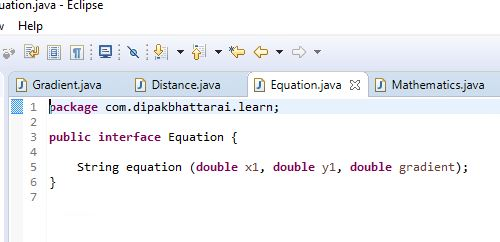 uation.java - Eclipse
w Help
Gradient.java Distance.java Equation.java Mathematics.java
1 package com.dipakbhattarai.learn;
2
3 public interface Equation {
4
5 String equation (double x1, double y1, double gradient);
6 }
7